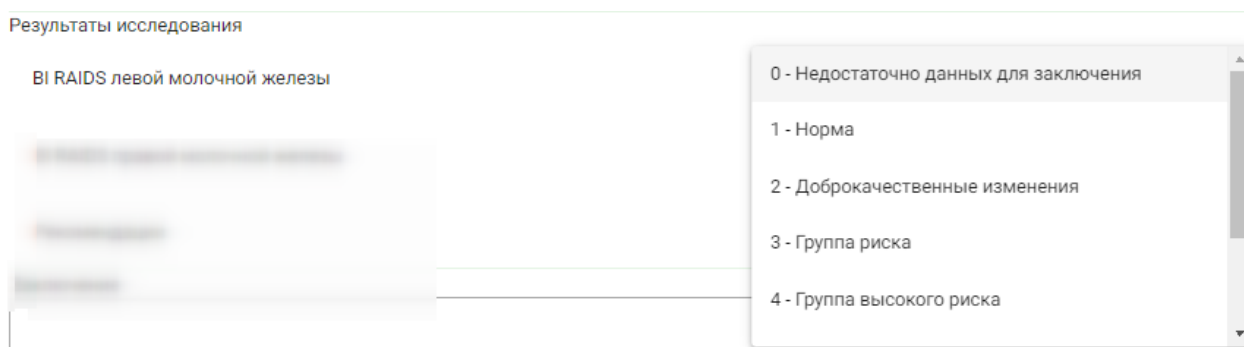 Результаты исследования
BI RAIDS левой молочной железы
0 - Недостаточно данных для заключения
1 - Норма
2 - Доброкачественные изменения
3 - Группа риска
4 - Группа высокого риска